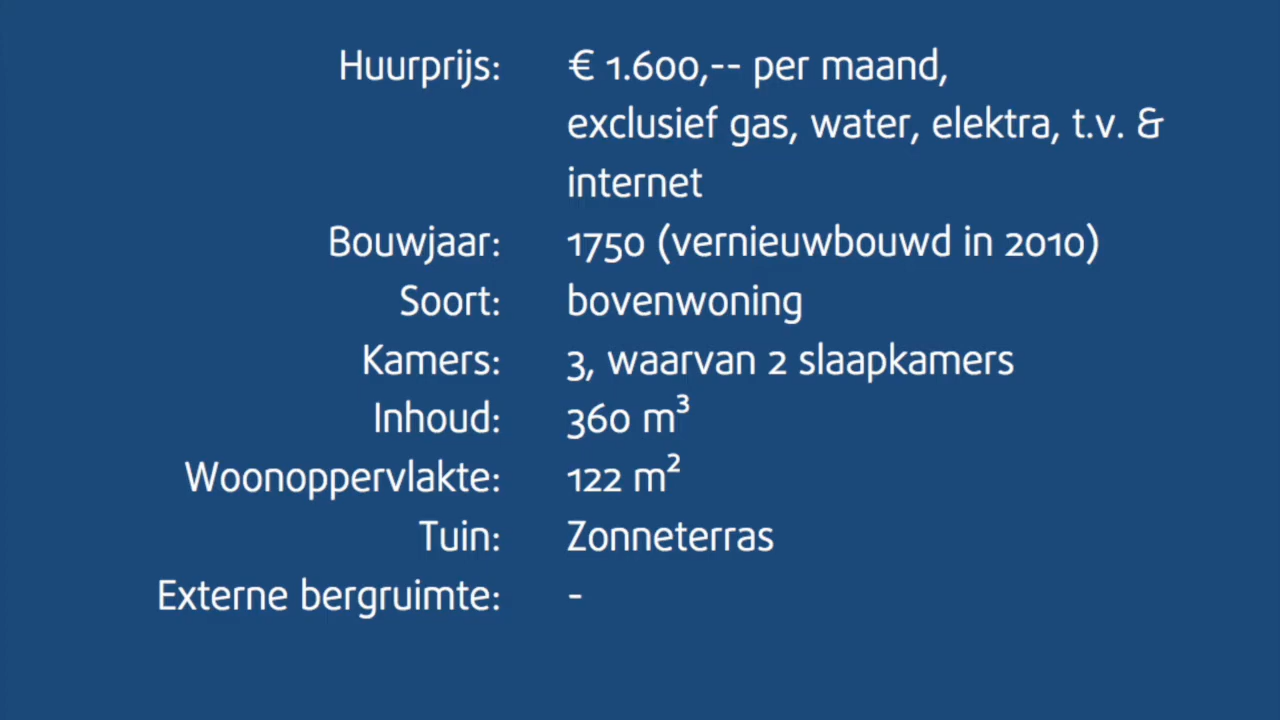 Huurprijs: € 1.600,-- per maand,
exclusief gas, water, elektra, t.v. &
internet
Bouwjaar: 1750 (vernieuwbouwd in 2010)
Soort: bovenwoning
Kamers: 3, waarvan 2 slaapkamers
Inhoud: 360 m³
Woonoppervlakte: 122 m²
Tuin: Zonneterras
Externe bergruimte: -